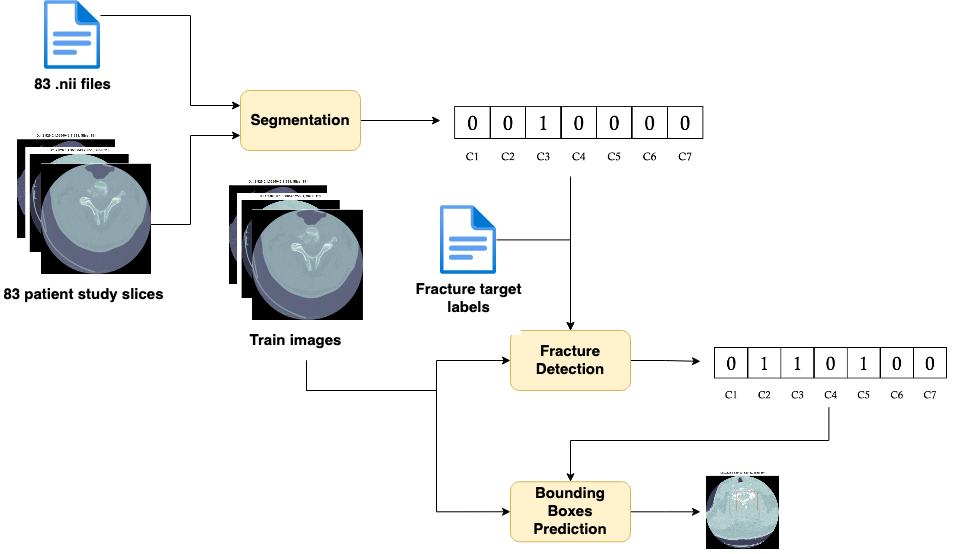 83 .nii files
Segmentation
0 0 1 0 0 0 0
C1 C2 C3 C4 C5 C6 C7
83 patient study slices
Fracture target
labels
Train images
Fracture
Detection
0 1 1 0 1 0 0
C1 C2 C3 C4 C5 C6 C7
Bounding
Boxes
Prediction